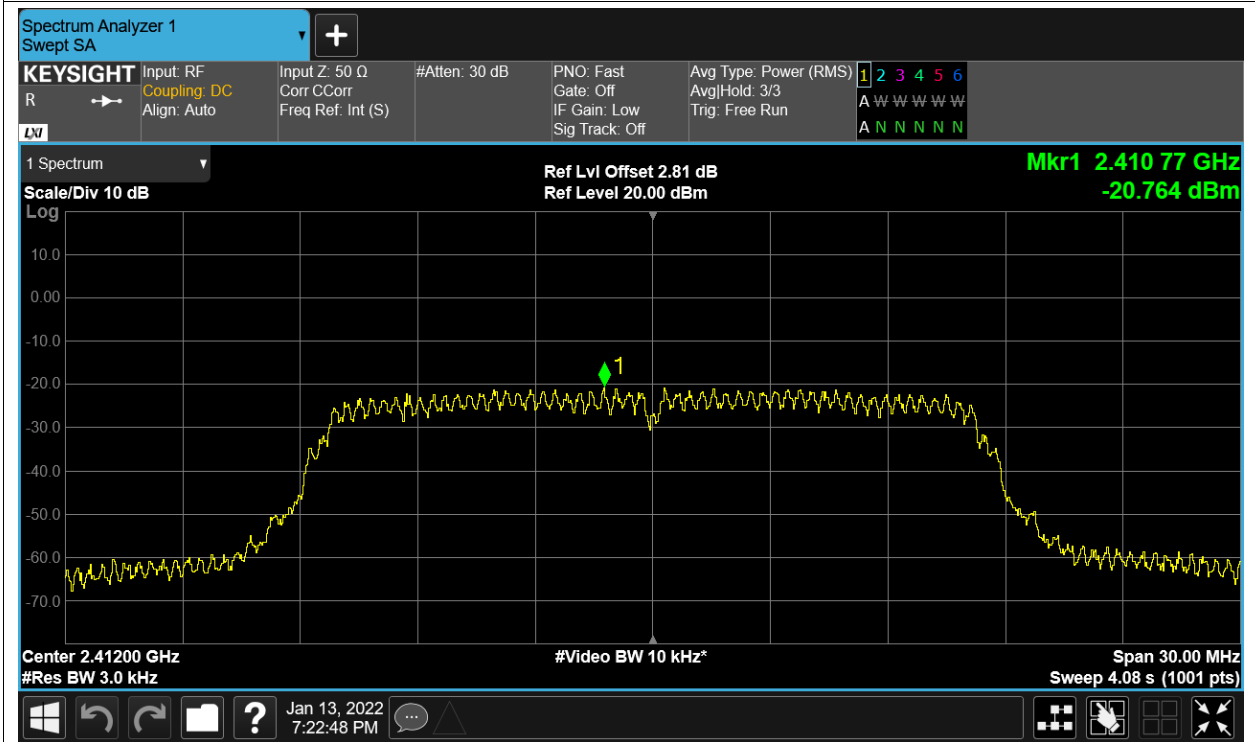 Spectrum Analyzer 1
Swept SA
+
KEYSIGHT
R
LXI
Input: RF
Coupling: DC
Align: Auto
Input Z: 50 Ω
Corr CCorr
Freq Ref: Int (S)
#Atten: 30 dB
PNO: Fast
Gate: Off
IF Gain: Low
Sig Track: Off
Avg Type: Power (RMS)
Avg|Hold: 3/3
Trig: Free Run
1 2 3 4 5 6
A W W W W W
A N N N N N
1 Spectrum
Scale/Div 10 dB
Log
Ref Lvl Offset 2.81 dB
Ref Level 20.00 dBm
Mkr1 2.410 77 GHz
-20.764 dBm
10.0
0.00
-10.0
-20.0
-30.0
-40.0
-50.0
-60.0
-70.0
1
Center 2.41200 GHz
#Res BW 3.0 kHz
#Video BW 10 kHz*
Span 30.00 MHz
Sweep 4.08 s (1001 pts)
?
Jan 13, 2022
7:22:48 PM